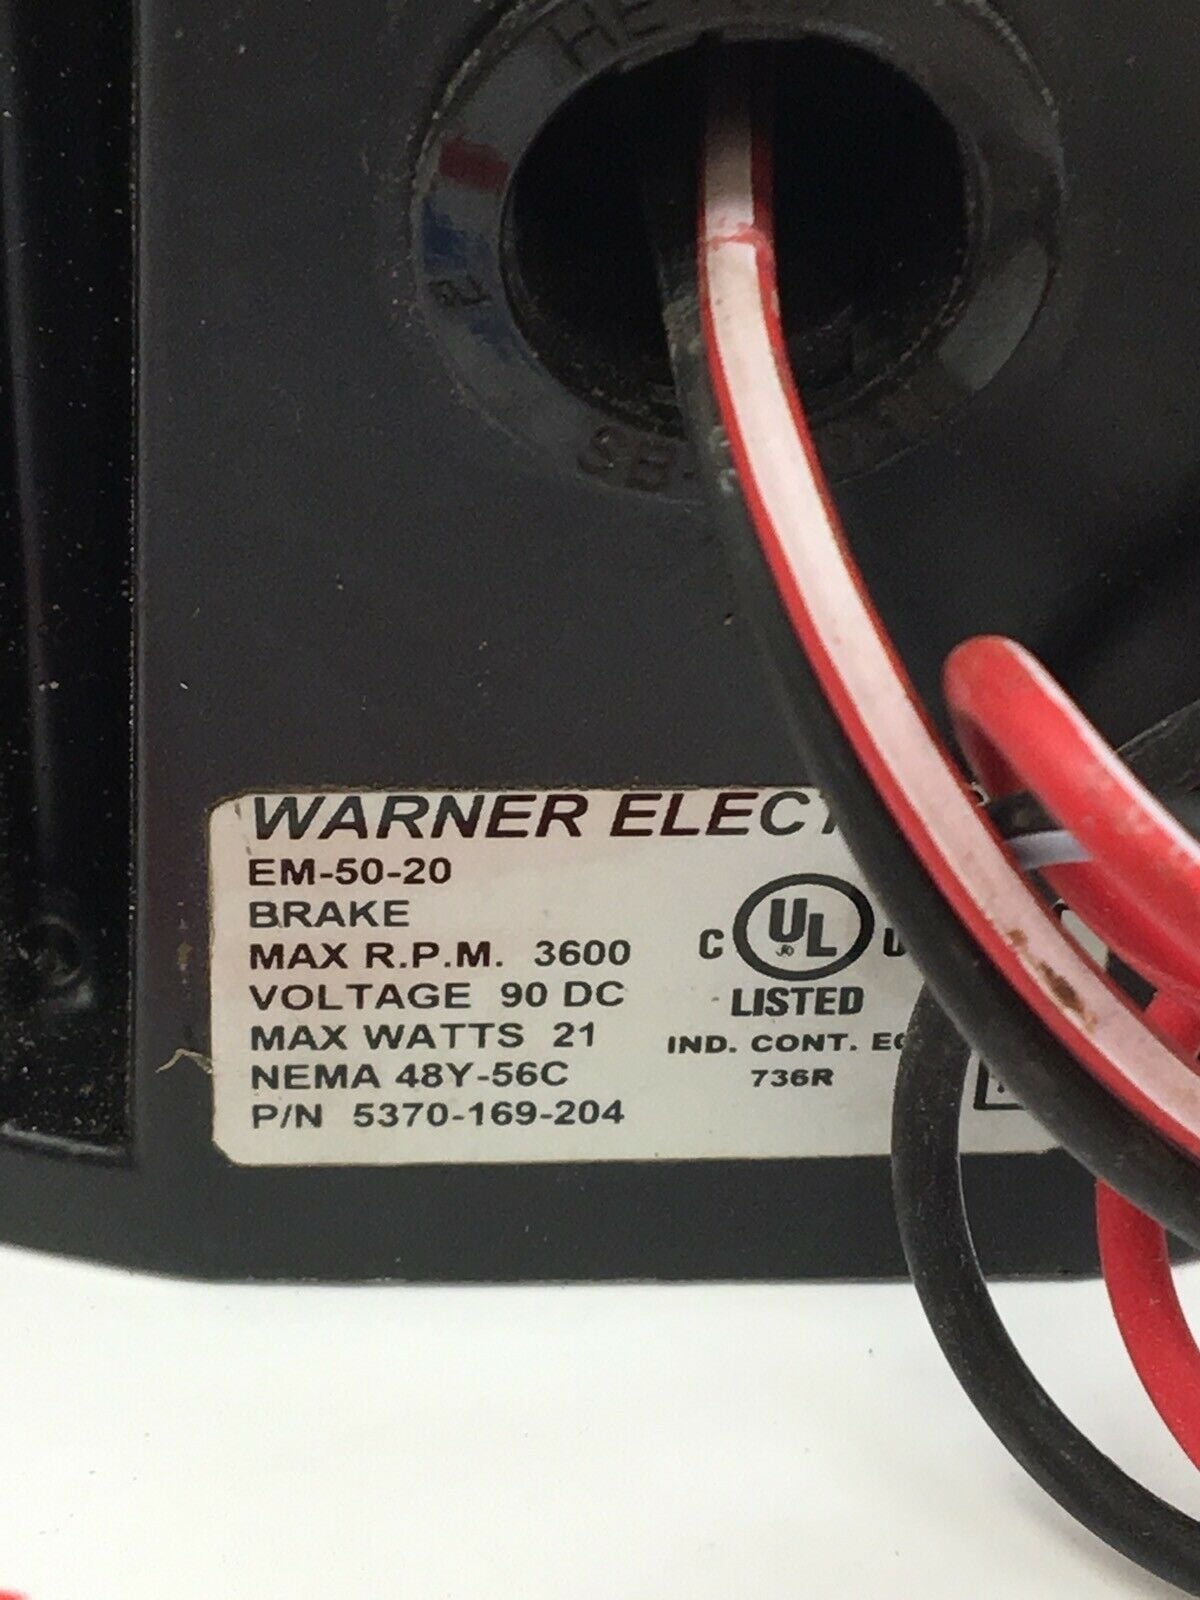 WARNER ELECT
EM-50-20
BRAKE
MAX R.P.M. 3600
VOLTAGE 90 DC
MAX WATTS 21
NEMA 48Y-56C
P/N 5370-169-204
C UL U
LISTED
IND. CONT. EQ
736R